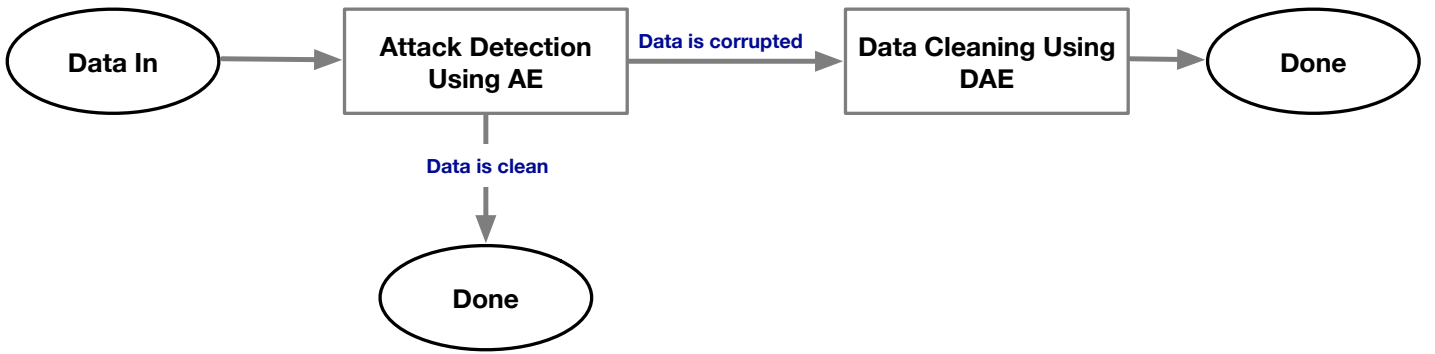 Data In
Attack Detection
Using AE
Data is corrupted
Data Cleaning Using
DAE
Done
Data is clean
Done